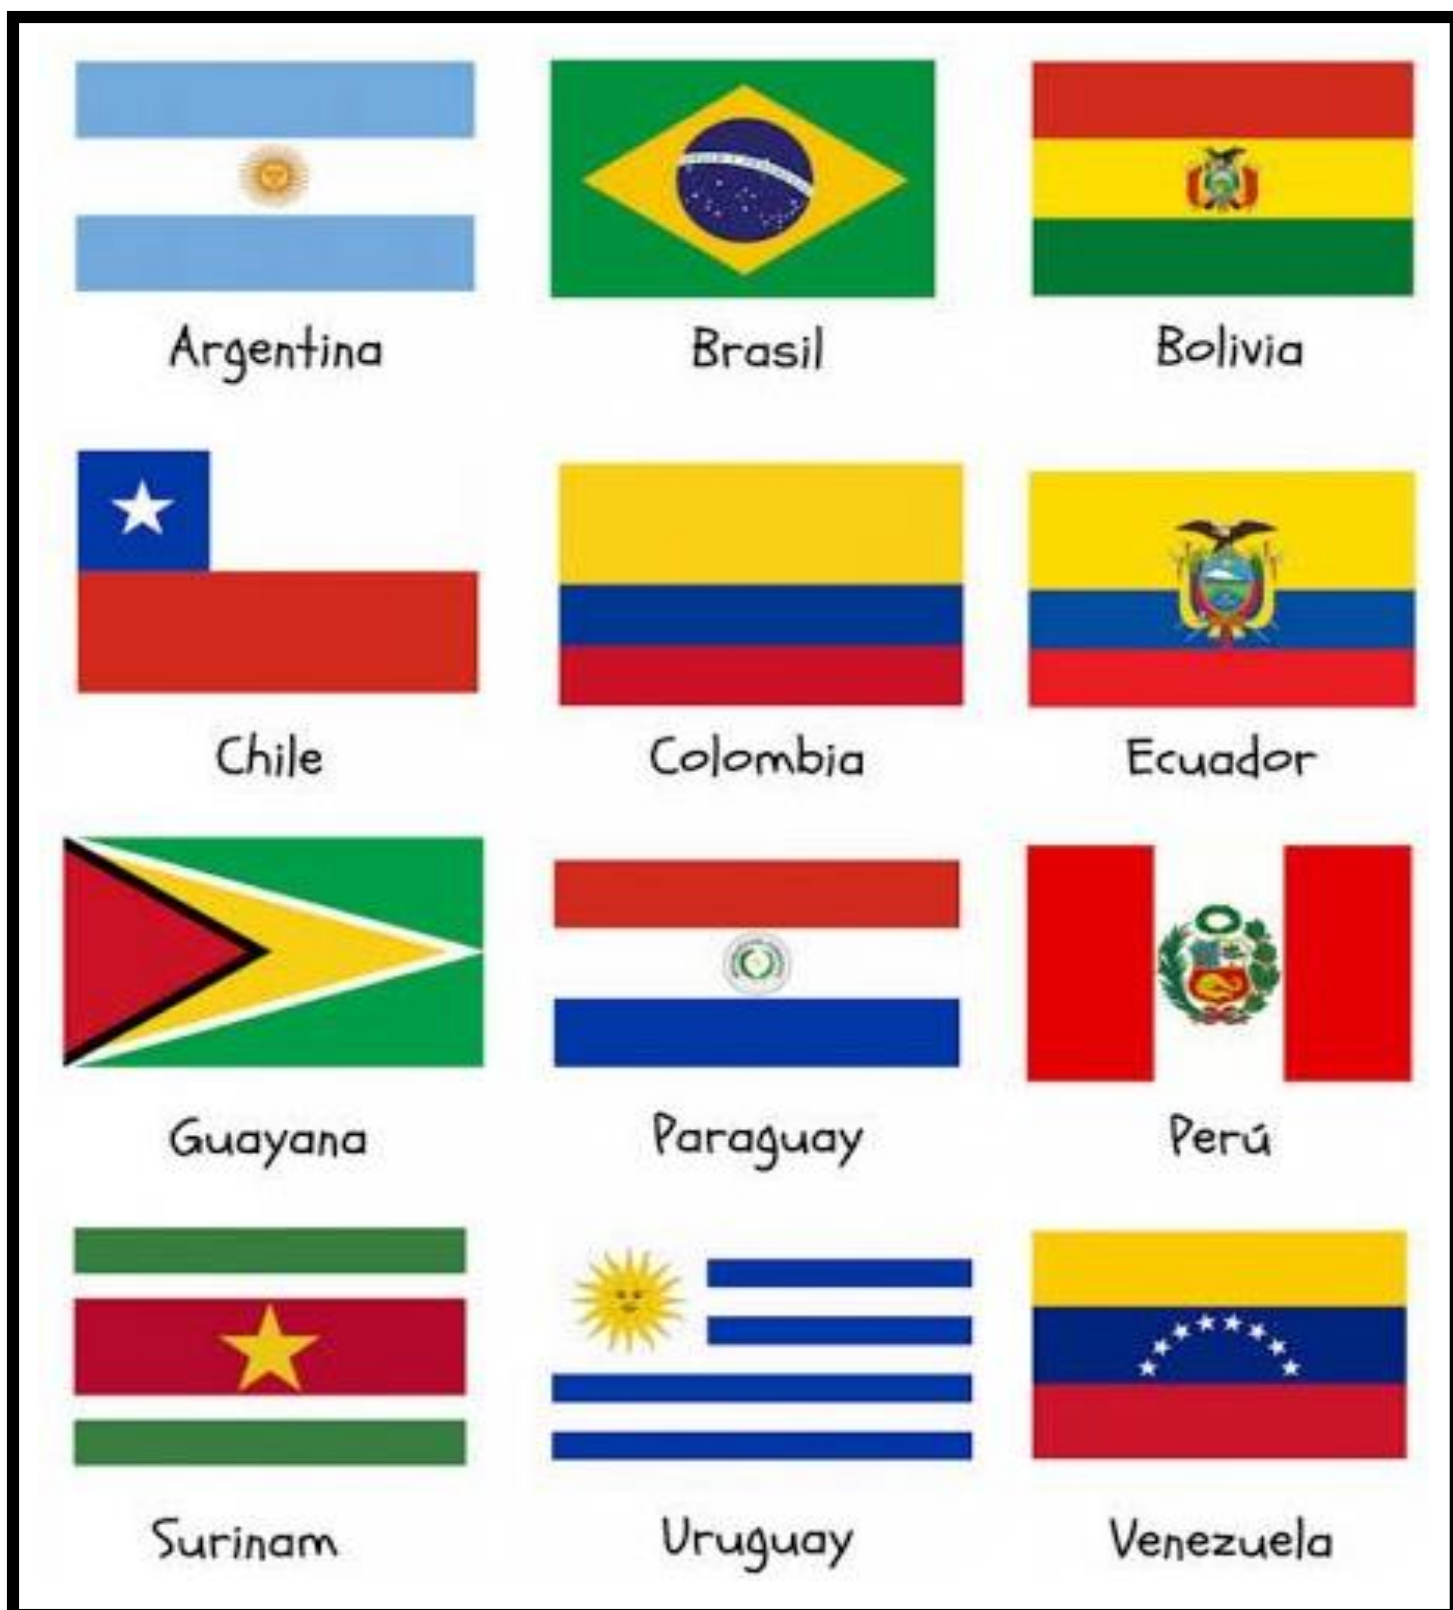 Argentina
Brasil
Bolivia
Chile
Colombia
Ecuador
Guayana
Paraguay
Perú
Surinam
Uruguay
Venezuela